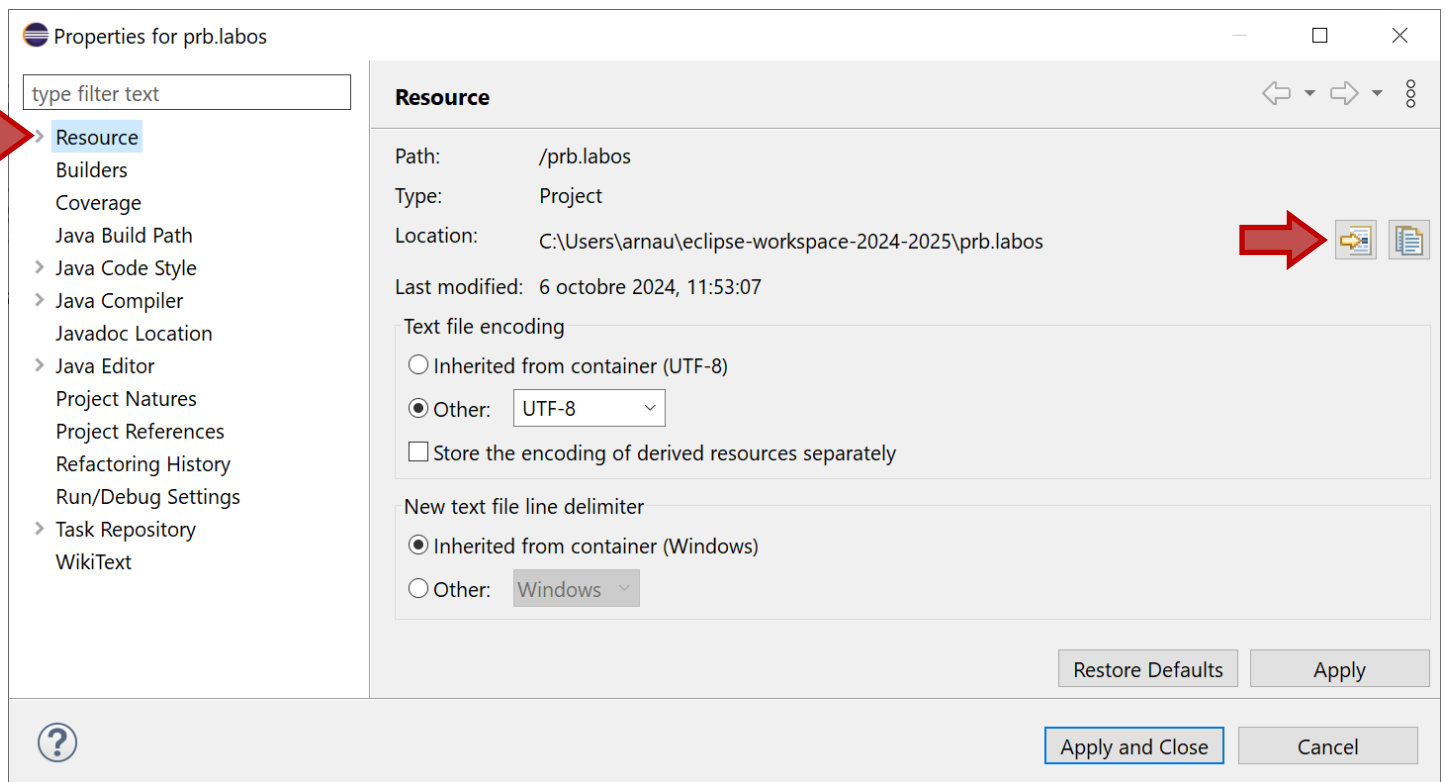 Properties for prb.labos
type filter text
Resource
Builders
Coverage
Java Build Path
Java Code Style
Java Compiler
Javadoc Location
Java Editor
Project Natures
Project References
Refactoring History
Run/Debug Settings
Task Repository
WikiText
Resource
Path: /prb.labos
Type: Project
Location: C:\Users\arnau\eclipse-workspace-2024-2025\prb.labos
Last modified: 6 octobre 2024, 11:53:07
Text file encoding
Inherited from container (UTF-8)
Other: UTF-8
Store the encoding of derived resources separately
New text file line delimiter
Inherited from container (Windows)
Other: Windows
Restore Defaults Apply
? Apply and Close Cancel